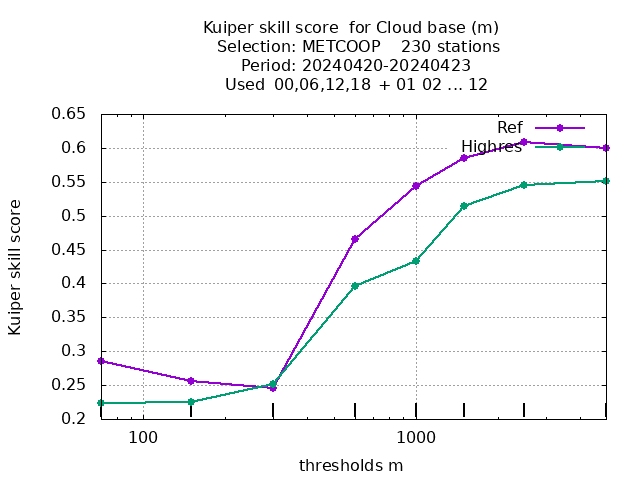 Kuiper skill score  for Cloud base (m)
Selection: METCOOP    230 stations
Period: 20240420-20240423
Used  00,06,12,18 + 01 02 ... 12
0.65
0.6
0.55
0.5
0.45
0.4
0.35
0.3
0.25
0.2
Kuiper skill score
Ref
Highres
100
1000
thresholds m